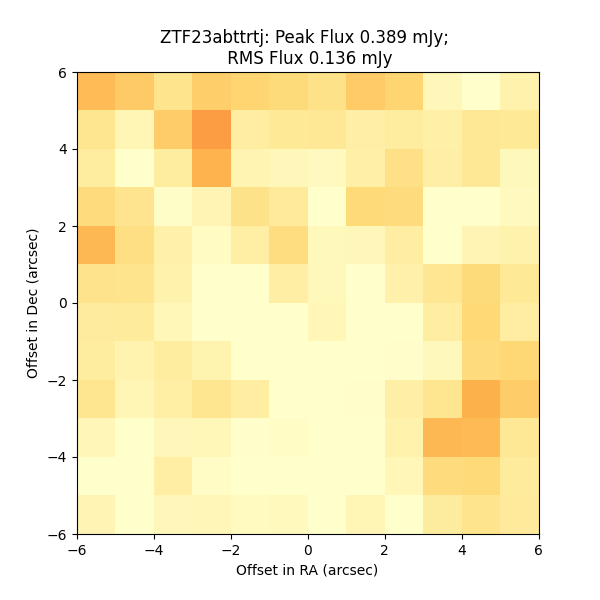 ZTF23abttrtj: Peak Flux 0.389 mJy;
RMS Flux 0.136 mJy
6
4
2
0
−2
−4
−6
Offset in Dec (arcsec)
−6 −4 −2 0 2 4 6
Offset in RA (arcsec)